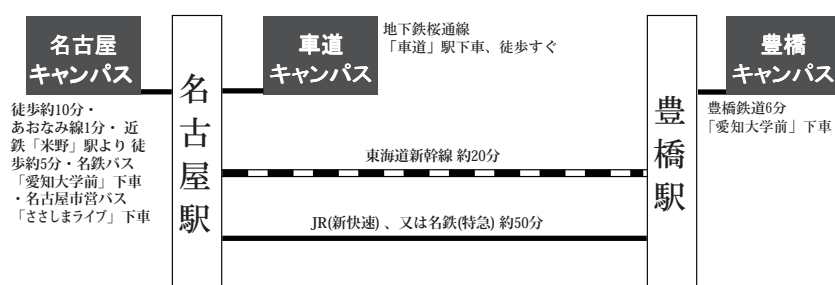 名古屋
キャンパス
徒歩約10分・
あおなみ線1分・ 近
鉄「米野」駅より 徒
歩約5分・名鉄バス
「愛知大学前」下車
・名古屋市営バス
「ささしまライブ」下車
名古屋駅
車道
キャンパス
地下鉄桜通線
「車道」駅下車、徒歩すぐ
東海道新幹線 約20分
JR(新快速) 、又は名鉄(特急) 約50分
豊橋駅
豊橋
キャンパス
豊橋鉄道6分
「愛知大学前」下車